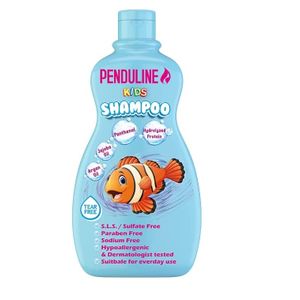 PENDULINE
KIDS
SHAMPOO
Panthenol
Hydrolyzed
Protein
Jojoba
Oil
Argan
Oil
TEAR
FREE
S.L.S. / Sulfate Free
Paraben Free
Sodium Free
Hypoallergenic
& Dermatologist tested
Suitbale for everyday use